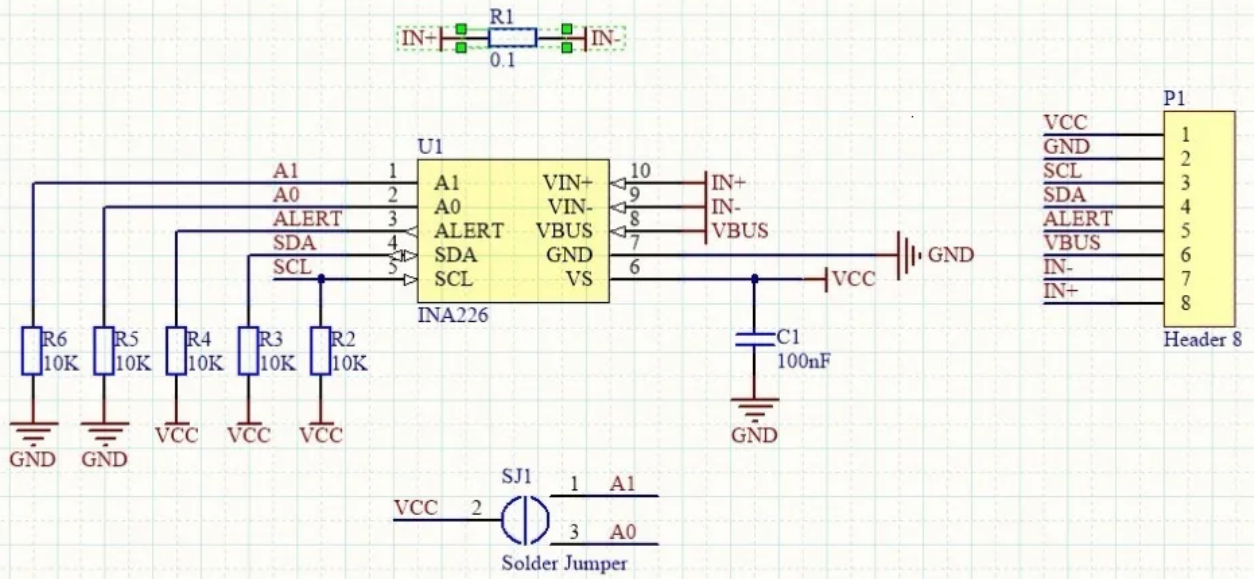 R1
IN+ IN-
0.1
P1
VCC 1
GND 2
SCL 3
SDA 4
ALERT 5
VBUS 6
IN- 7
IN+ 8
Header 8
U1
A1 1 A1 VIN+ 10 IN+
A0 2 A0 VIN- 9 IN-
ALERT 3 ALERT VBUS 8 VBUS
SDA 4 SDA GND 7 GND
SCL 5 SCL VS 6 VCC
INA226
R6 R5 R4 R3 R2
10K 10K 10K 10K 10K
GND GND VCC VCC VCC
C1
100nF
GND
SJ1
VCC 2 1 A1
3 A0
Solder Jumper